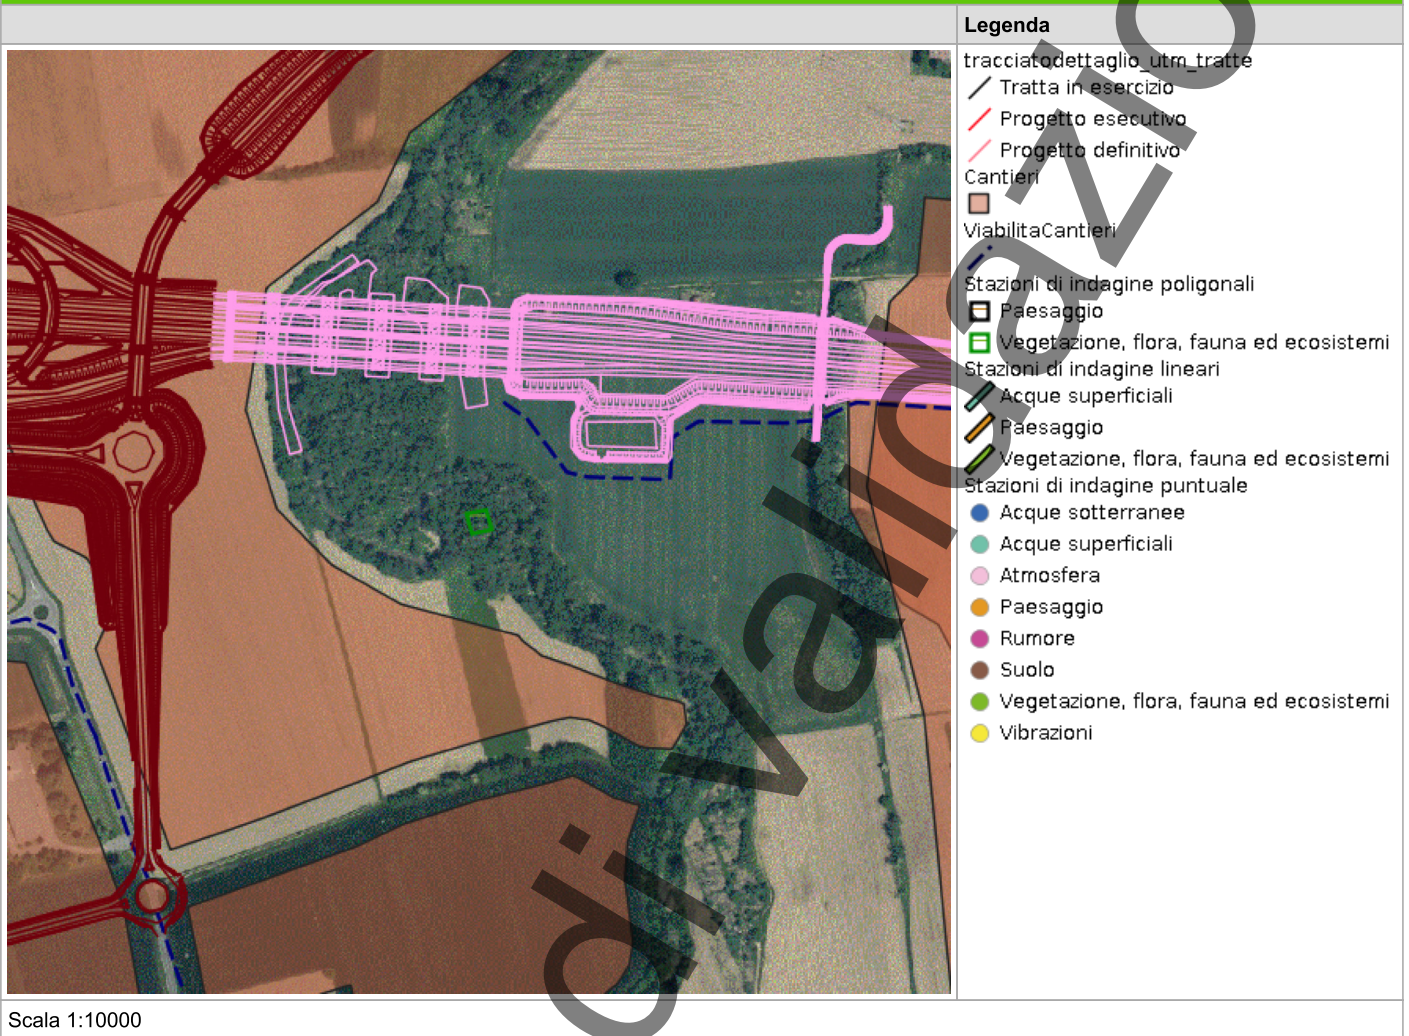 Legenda
tracciatodettaglio_utm_tratte
Tratta in esercizio
Progetto esecutivo
Progetto definitivo
Cantieri
ViabilitaCantieri
Stazioni di indagine poligonali
Paesaggio
Vegetazione, flora, fauna ed ecosistemi
Stazioni di indagine lineari
Acque superficiali
Paesaggio
Vegetazione, flora, fauna ed ecosistemi
Stazioni di indagine puntuale
Acque sotterranee
Acque superficiali
Atmosfera
Paesaggio
Rumore
Suolo
Vegetazione, flora, fauna ed ecosistemi
Vibrazioni
di validazio
Scala 1:10000